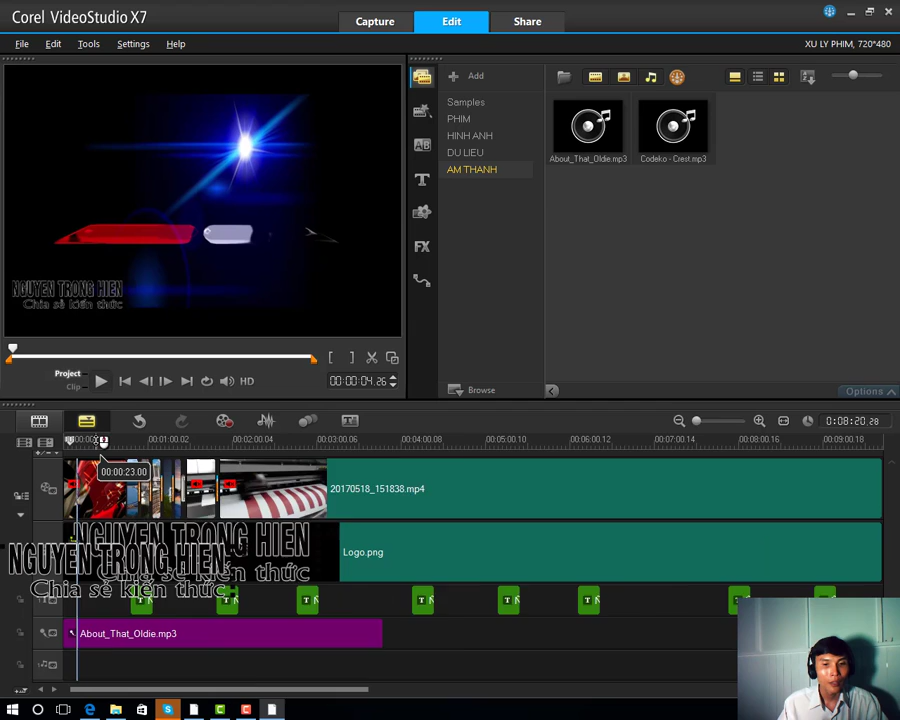 Corel VideoStudio X7
Capture
Edit
Share
File
Edit
Tools
Settings
Help
XU LY PHIM, 720*480
Add
Samples
PHIM
HINH ANH
DU LIEU
AM THANH
About_That_Oldie.mp3
Codeko - Crest.mp3
NGUYEN TRONG HIEN
Chia sẻ kiến thức
Project
Clip
HD
00:00:04.26
Browse
Options
0:08:20.28
00:01:00.02
00:02:00.04
00:03:00.06
00:04:00.08
00:05:00.10
00:06:00.12
00:07:00.14
00:08:00.16
00:09:00.18
00:00:23.00
20170518_151838.mp4
NGUYEN TRONG HIEN
NGUYEN TRONG HIEN
Chia sẻ kiến thức
Logo.png
About_That_Oldie.mp3